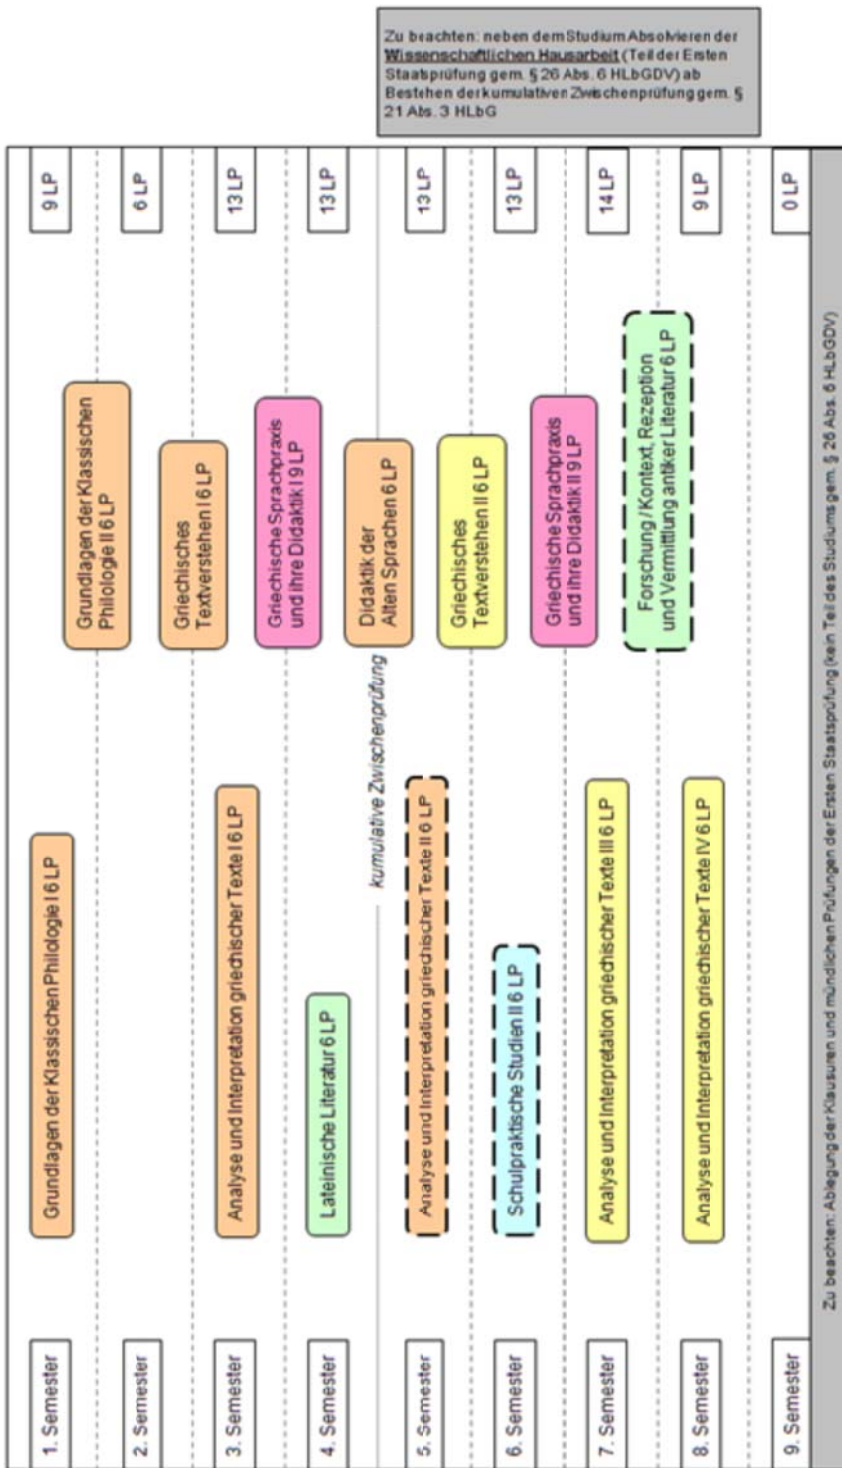 Zu beachten: neben dem Studium Absolvieren der
Wissenschaftlichen Hausarbeit (Teil der Ersten
Staatsprüfung gem. § 26 Abs. 6 HLbGDV) ab
Bestehen der kumulativen Zwischenprüfung gem. §
21 Abs. 3 HLbG
1. Semester
Grundlagen der Klassischen Philologie I 6 LP
9 LP
Grundlagen der Klassischen
Philologie II 6 LP
2. Semester
6 LP
Griechisches
Textverstehen I 6 LP
3. Semester
Analyse und Interpretation griechischer Texte I 6 LP
13 LP
Griechische Sprachpraxis
und ihre Didaktik I 9 LP
4. Semester
Lateinische Literatur 6 LP
13 LP
kumulative Zwischenprüfung
Didaktik der
Alten Sprachen 6 LP
5. Semester
Analyse und Interpretation griechischer Texte II 6 LP
13 LP
Griechisches
Textverstehen II 6 LP
6. Semester
Schulpraktische Studien II 6 LP
13 LP
Griechische Sprachpraxis
und ihre Didaktik II 9 LP
7. Semester
Analyse und Interpretation griechischer Texte III 6 LP
14 LP
Forschung / Kontext, Rezeption
und Vermittlung antiker Literatur 6 LP
8. Semester
Analyse und Interpretation griechischer Texte IV 6 LP
9 LP
9. Semester
0 LP
Zu beachten: Ablegung der Klausuren und mündlichen Prüfungen der Ersten Staatsprüfung (kein Teil des Studiums gem. § 26 Abs. 6 HLbGDV)